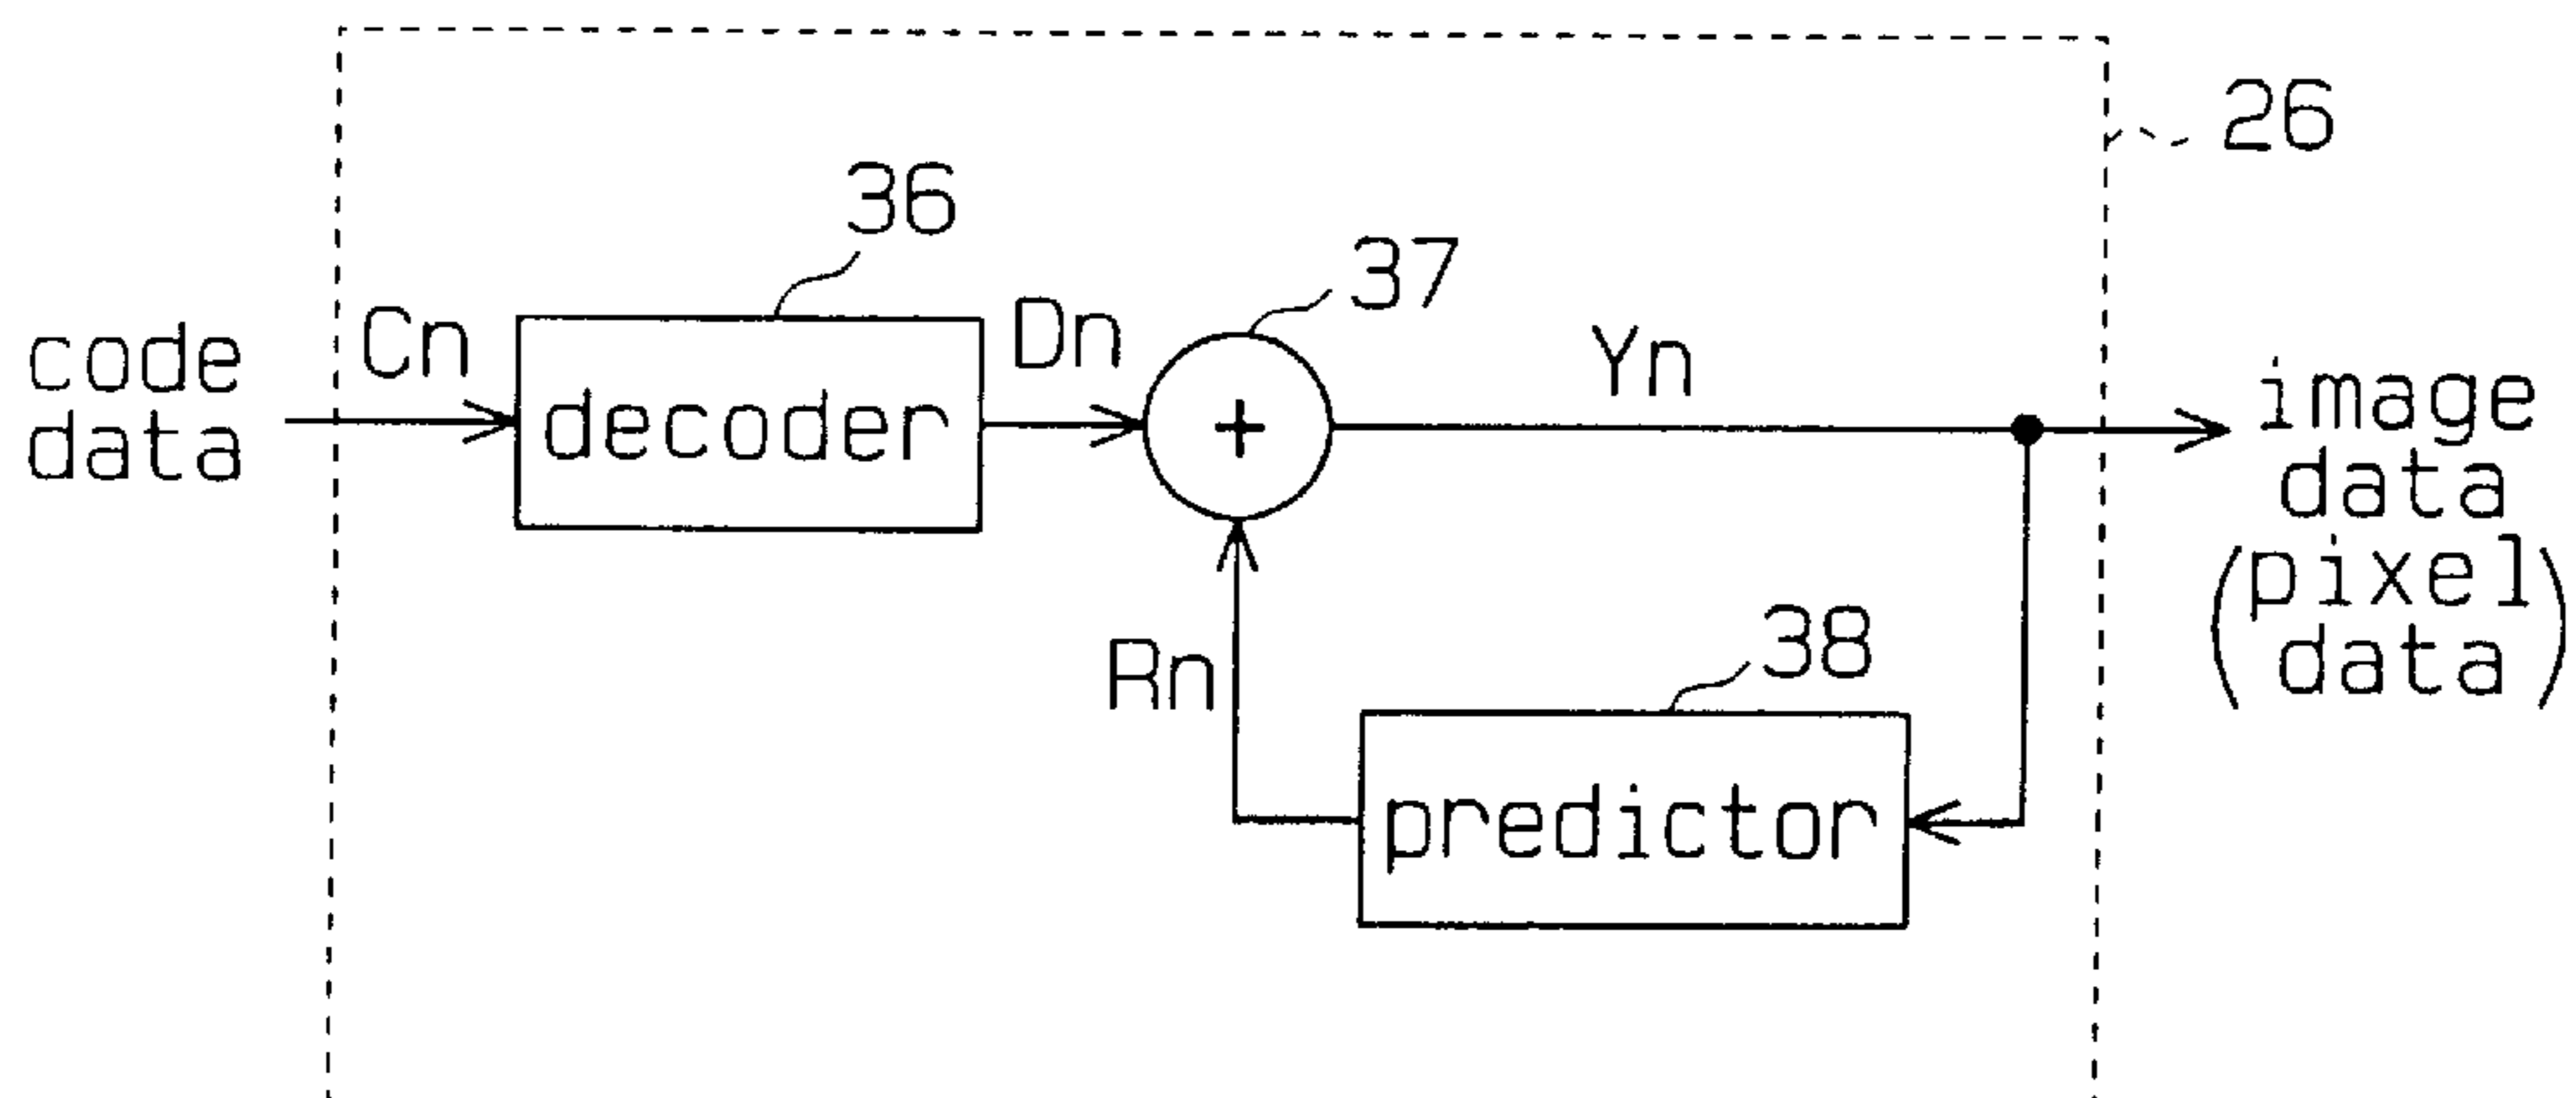 26
36
37
code
data
Cn
decoder
Dn
+
Yn
image
data
(pixel
data)
Rn
38
predictor